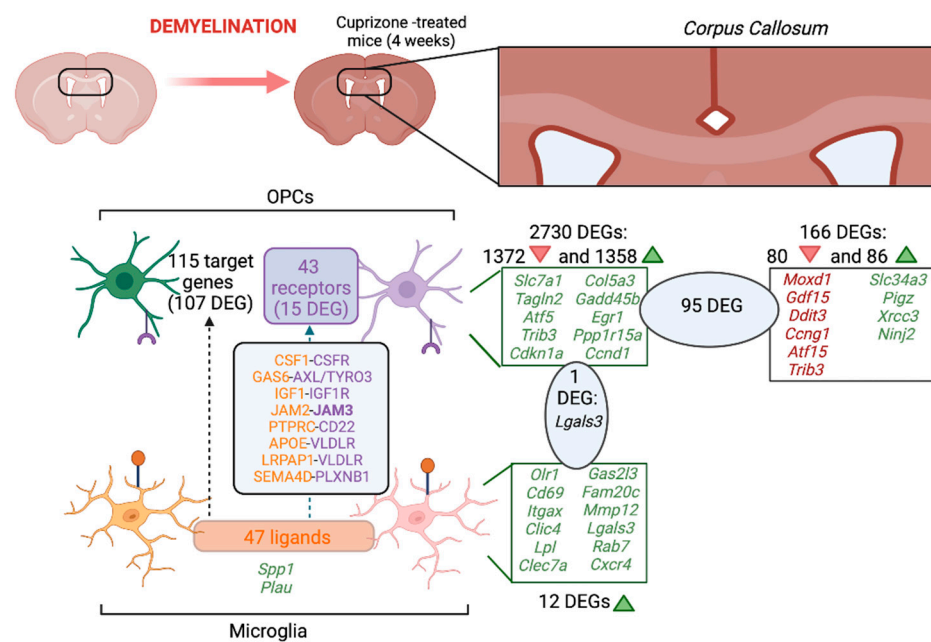 DEMYELINATION
Cuprizone -treated
mice (4 weeks)
Corpus Callosum
OPCs
115 target
genes
(107 DEG)
43
receptors
(15 DEG)
2730 DEGs:
1372 and 1358
166 DEGs:
80 and 86
Slc7a1 Col5a3
Tagln2 Gadd45b
Atf5 Egr1
Trib3 Ppp1r15a
Cdkn1a Ccnd1
95 DEG
Moxd1 Slc34a3
Gdf15 Pigz
Ddit3 Xrcc3
Ccng1 Ninj2
Atf15
Trib3
CSF1-CSFR
GAS6-AXL/TYRO3
IGF1-IGF1R
JAM2-JAM3
PTPRC-CD22
APOE-VLDLR
LRPAP1-VLDLR
SEMA4D-PLXNB1
1
DEG:
Lgals3
47 ligands
Spp1
Plau
Olr1 Gas2l3
Cd69 Fam20c
Itgax Mmp12
Clic4 Lgals3
Lpl Rab7
Clec7a Cxcr4
12 DEGs
Microglia